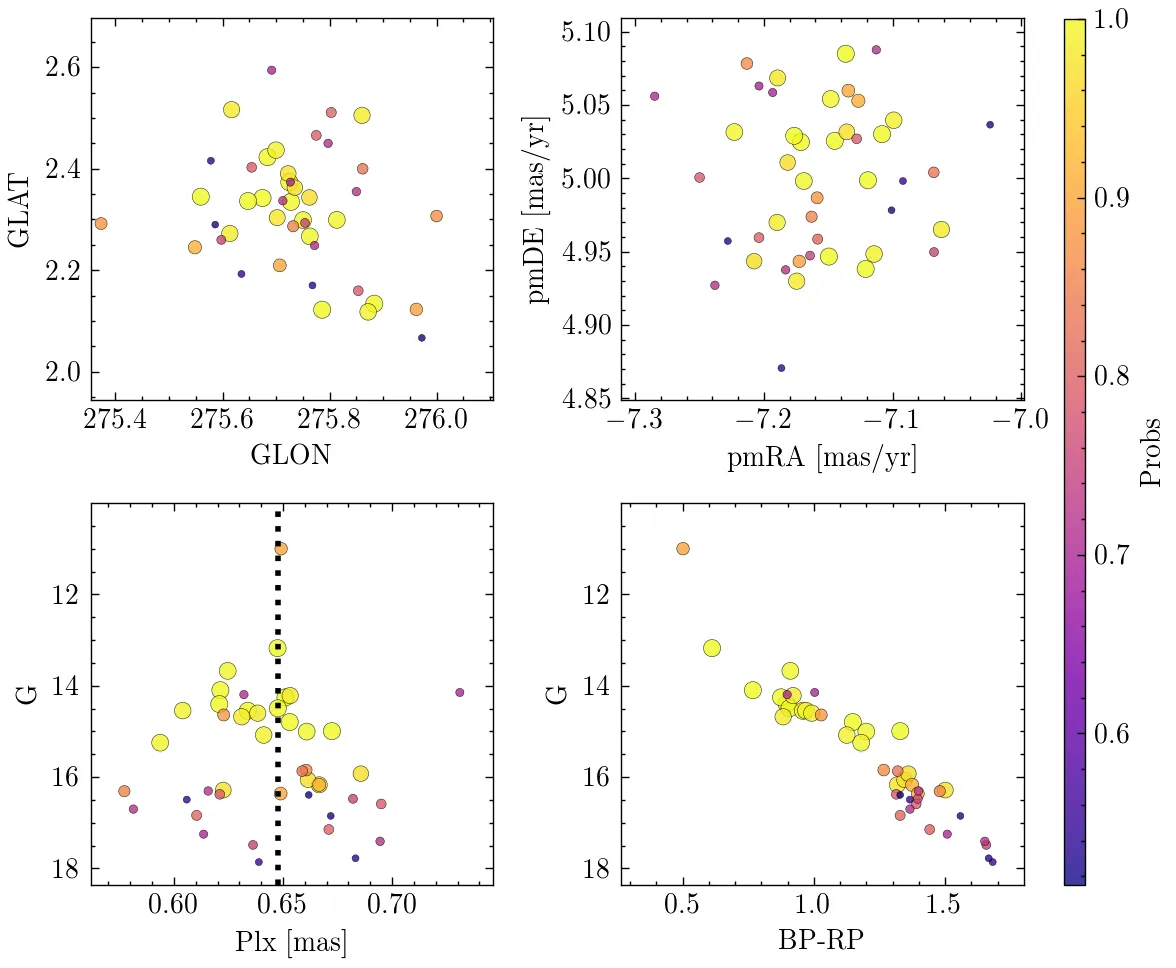 2.6
2.4
2.2
2.0
GLAT
275.4 275.6 275.8 276.0
GLON
5.10
5.05
5.00
4.95
4.90
4.85
pmDE [mas/yr]
−7.3 −7.2 −7.1 −7.0
pmRA [mas/yr]
12
14
16
18
G
0.60 0.65 0.70
Plx [mas]
12
14
16
18
G
0.5 1.0 1.5
BP-RP
1.0
0.9
0.8
0.7
0.6
Probs